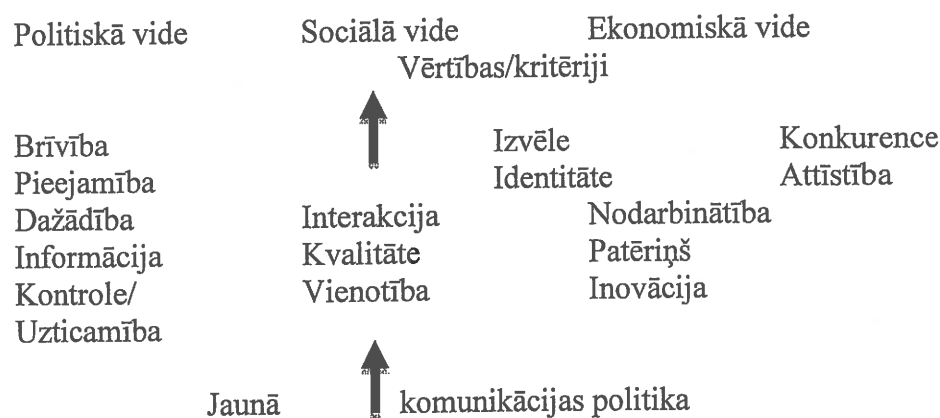 Politiskā vide Sociālā vide Ekonomiskā vide
Vērtības/kritēriji
Brīvība Izvēle Konkurence
Pieejamība Identitāte Attīstība
Dažādība Interakcija Nodarbinātība
Informācija Kvalitāte Patēriņš
Kontrole/ Vienotība Inovācija
Uzticamība
Jaunā komunikācijas politika